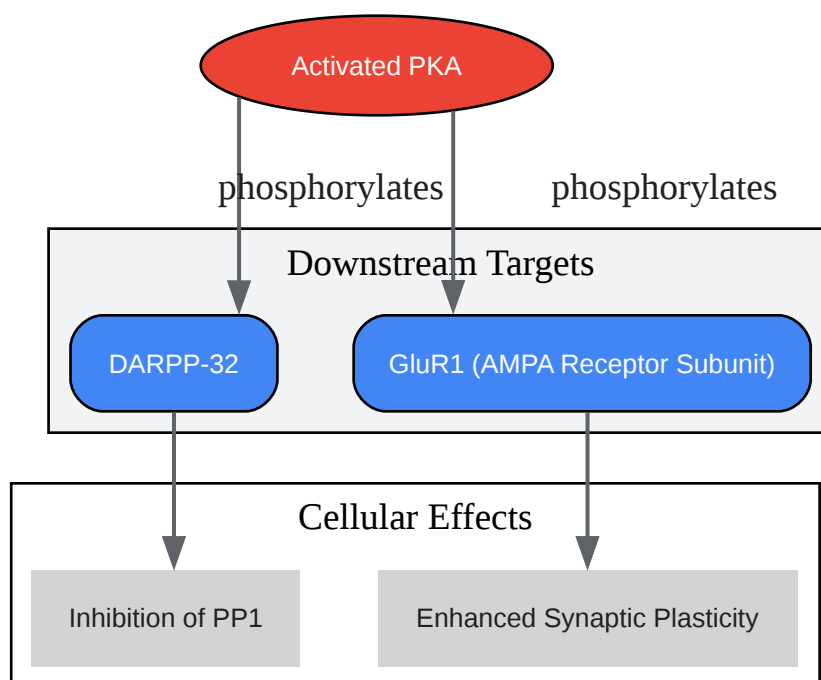 Activated PKA
phosphorylates
phosphorylates
Downstream Targets
DARPP-32
GluR1 (AMPA Receptor Subunit)
Cellular Effects
Inhibition of PP1
Enhanced Synaptic Plasticity